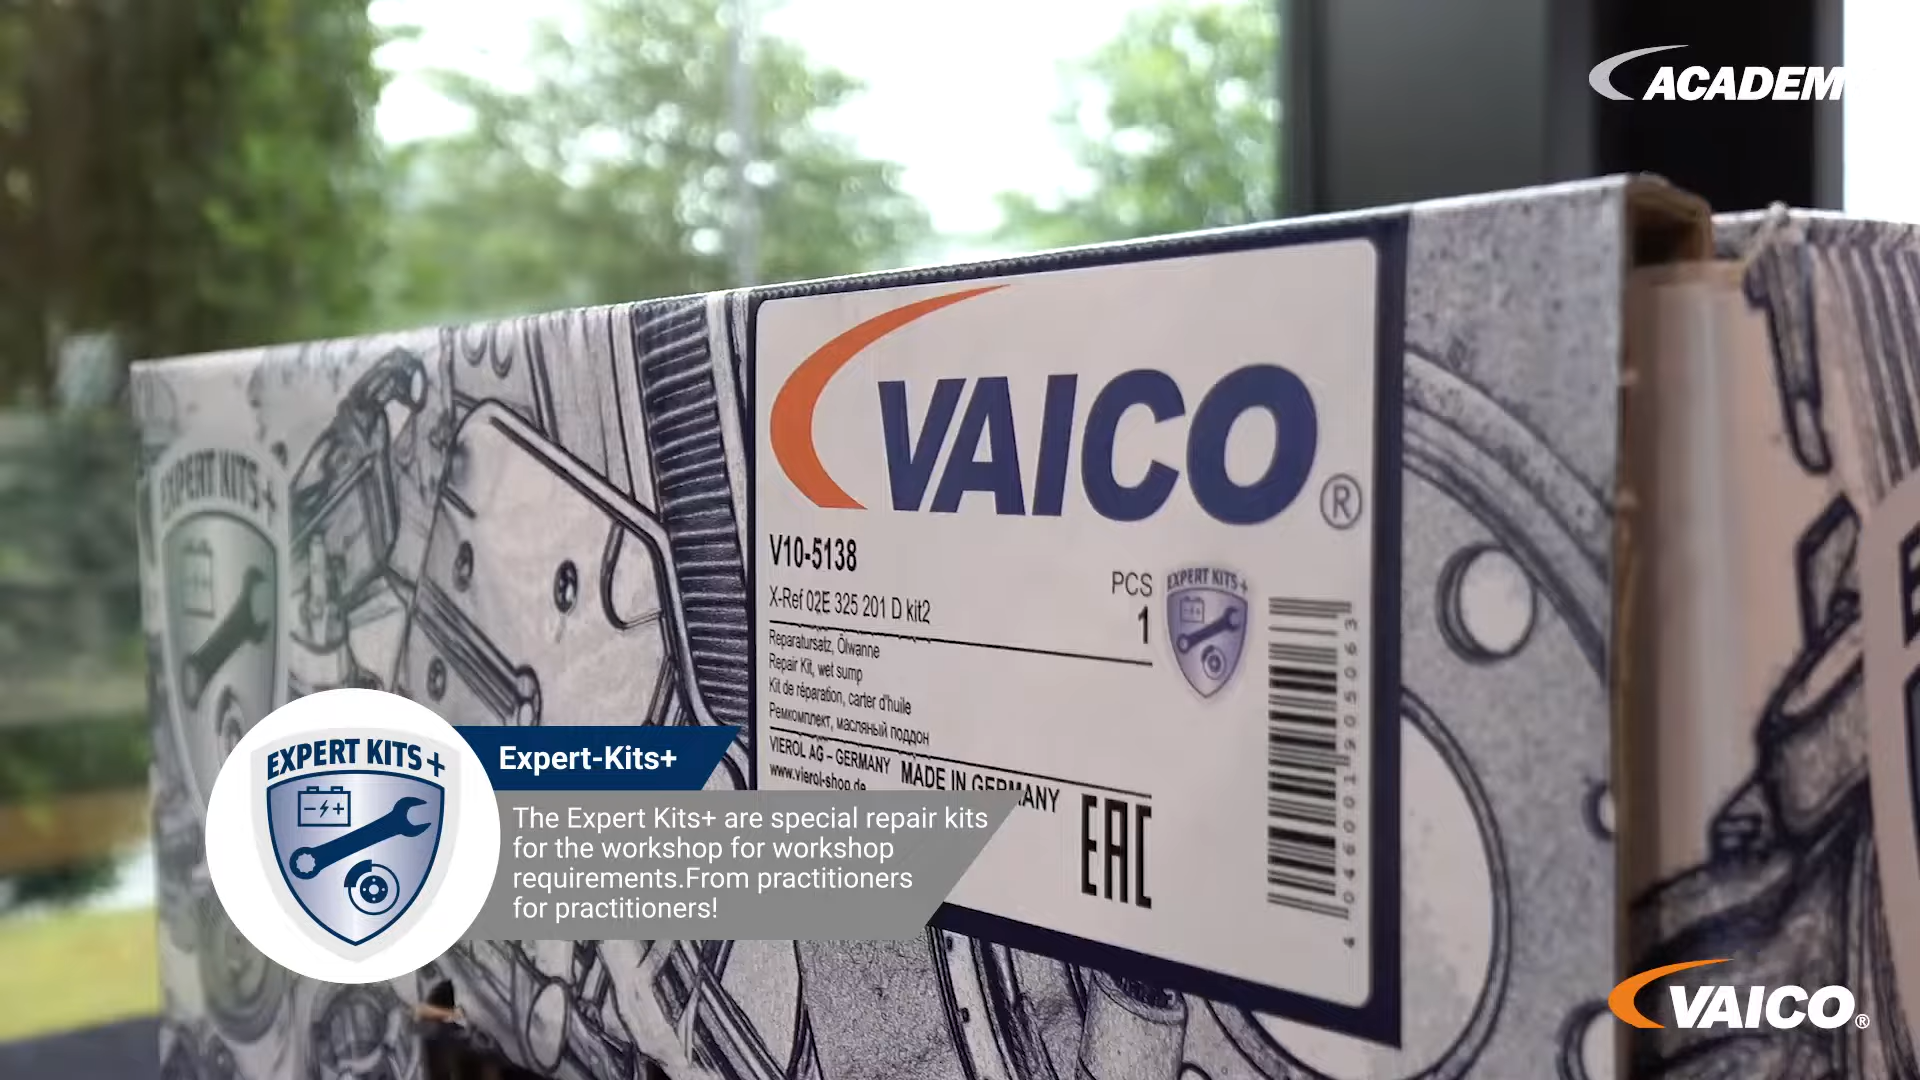 ACADEM
VAICO®
V10-5138
X-Ref 02E 325 201 D kit2
PCS
1
EXPERT KITS+
Reparatursatz, Ölwanne
Repair Kit, wet sump
Kit de réparation, carter d'huile
Ремкомплект, масляный поддон
VIEROL AG – GERMANY
www.vierol-shop.de
MADE IN GERMANY
EAC
EXPERT KITS+
EXPERT KITS+
Expert-Kits+
The Expert Kits+ are special repair kits
for the workshop for workshop
requirements.From practitioners
for practitioners!
VAICO®